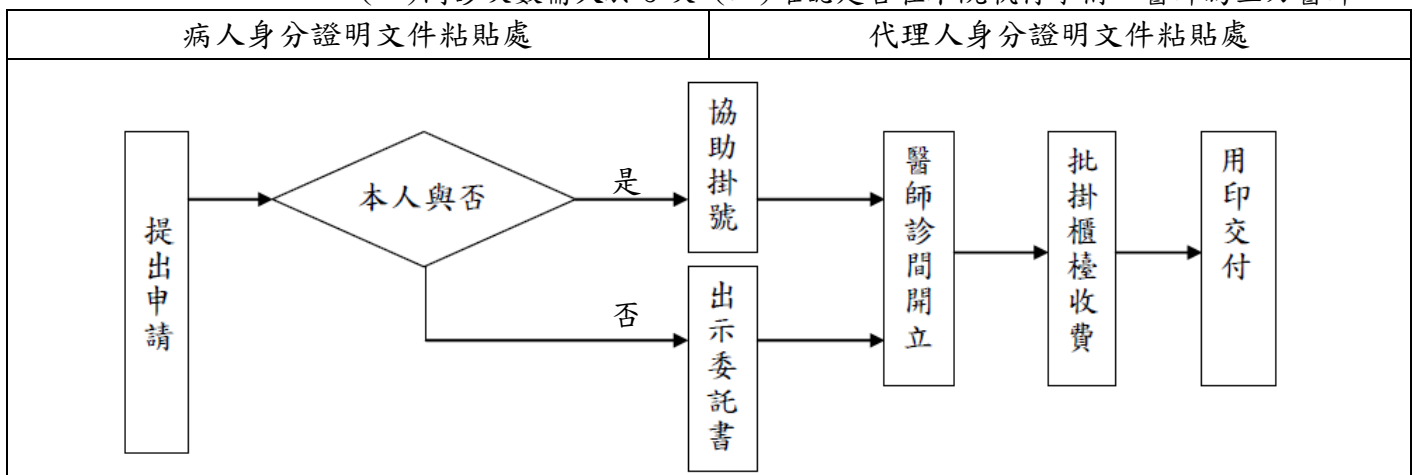 病人身分證明文件粘貼處
代理人身分證明文件粘貼處
提出申請
本人與否
是
否
協助掛號
出示委託書
醫師診間開立
批掛櫃檯收費
用印交付